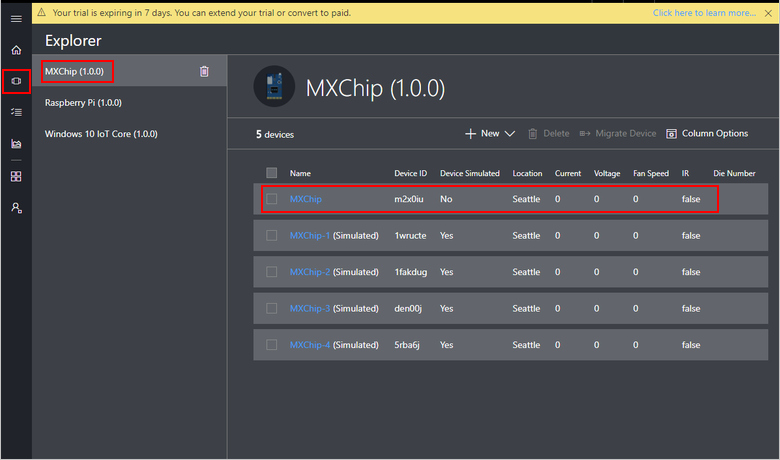 Your trial is expiring in 7 days. You can extend your trial or convert to paid. Click here to learn more...
Explorer
MXChip (1.0.0)
Raspberry Pi (1.0.0)
Windows 10 IoT Core (1.0.0)
MXChip (1.0.0)
5 devices New Delete Migrate Device Column Options
Name Device ID Device Simulated Location Current Voltage Fan Speed IR Die Number
MXChip m2x0iu No Seattle 0 0 0 false
MXChip-1 (Simulated) 1wructe Yes Seattle 0 0 0 false
MXChip-2 (Simulated) 1fakdug Yes Seattle 0 0 0 false
MXChip-3 (Simulated) den00j Yes Seattle 0 0 0 false
MXChip-4 (Simulated) 5rba6j Yes Seattle 0 0 0 false